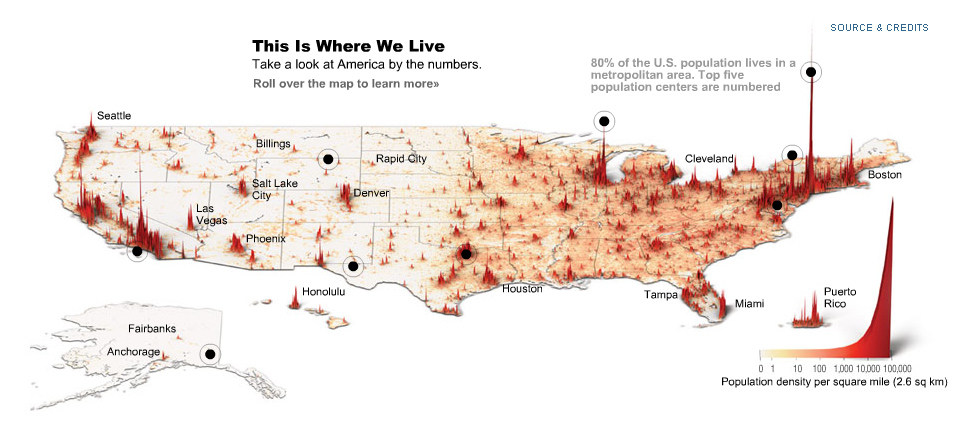 SOURCE & CREDITS
This Is Where We Live
Take a look at America by the numbers.
Roll over the map to learn more»
80% of the U.S. population lives in a
metropolitan area. Top five
population centers are numbered
Seattle
Billings
Rapid City
Cleveland
Boston
Salt Lake
City
Denver
Las
Vegas
Phoenix
Honolulu
Houston
Tampa
Miami
Puerto
Rico
Fairbanks
Anchorage
0 1 10 100 1,000 10,000 100,000
Population density per square mile (2.6 sq km)